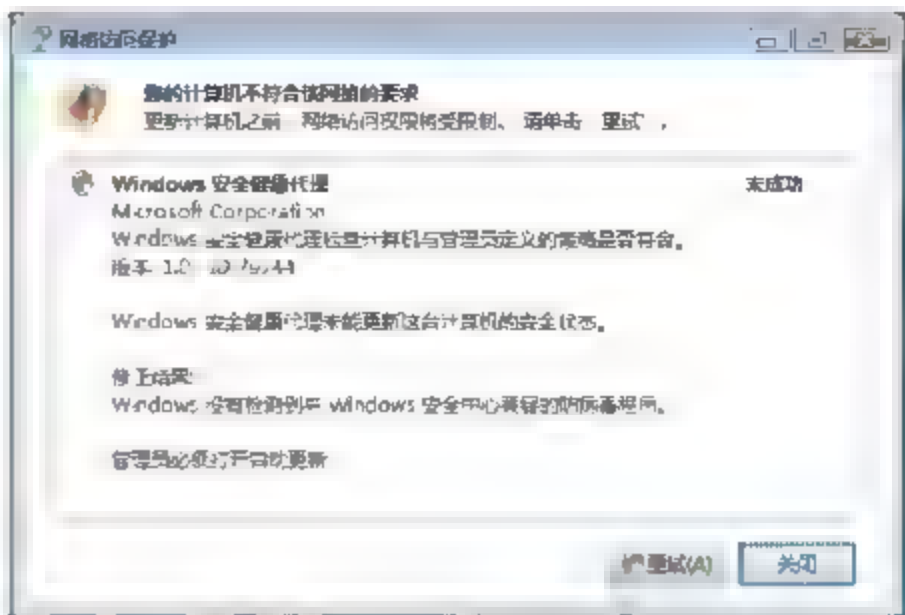 网络访问保护
您的计算机不符合该网络的要求
更新计算机之前 网络访问权限将受限制、 请单击 重试 ,
Windows 安全健康代理
未成功
Microsoft Corporation
Windows 安全健康代理检查计算机与管理员定义的策略是否符合。
版本 1.0
Windows 安全健康代理未能更新这台计算机的安全状态。
修正结果:
Windows 没有检测到与 Windows 安全中心兼容的防病毒程序。
管理员必须打开自动更新
重试(A)
关闭